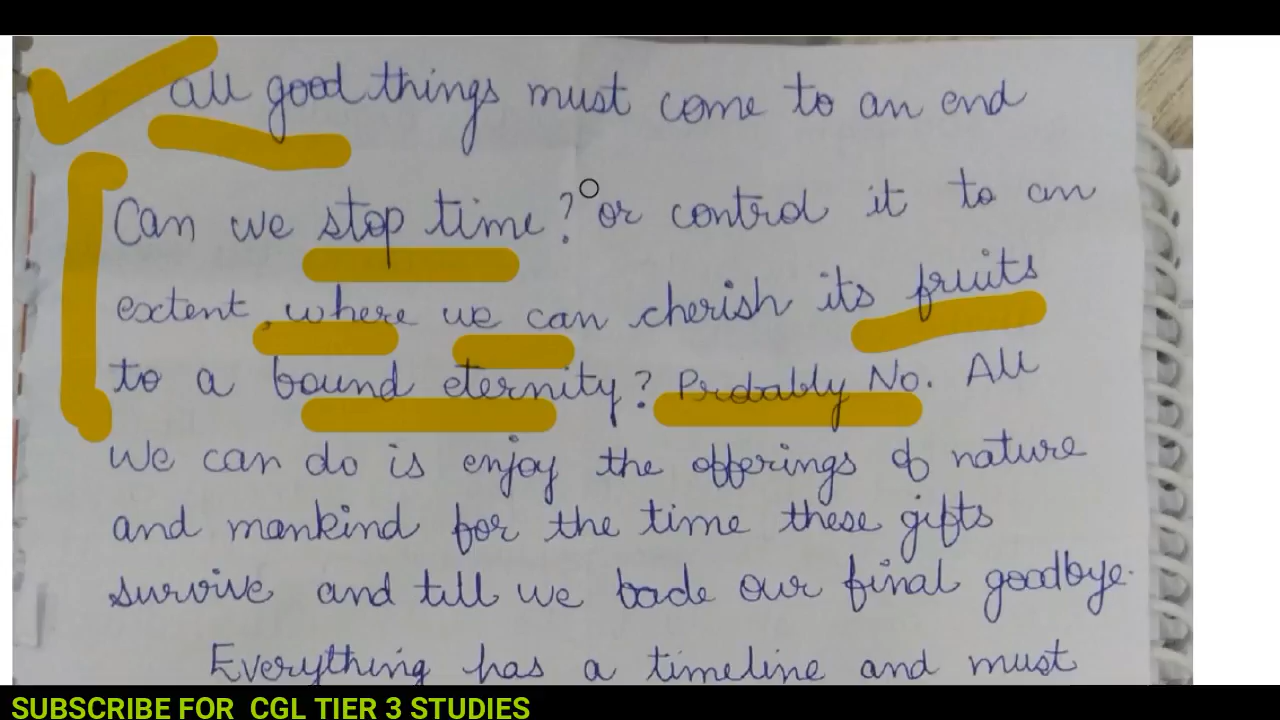 All good things must come to an end
Can we stop time? or control it to an
extent, where we can cherish its fruits
to a bound eternity? Probably No. All
we can do is enjoy the offerings of nature
and mankind for the time these gifts
survive and till we bade our final goodbye.
Everything has a timeline and must
SUBSCRIBE FOR CGL TIER 3 STUDIES